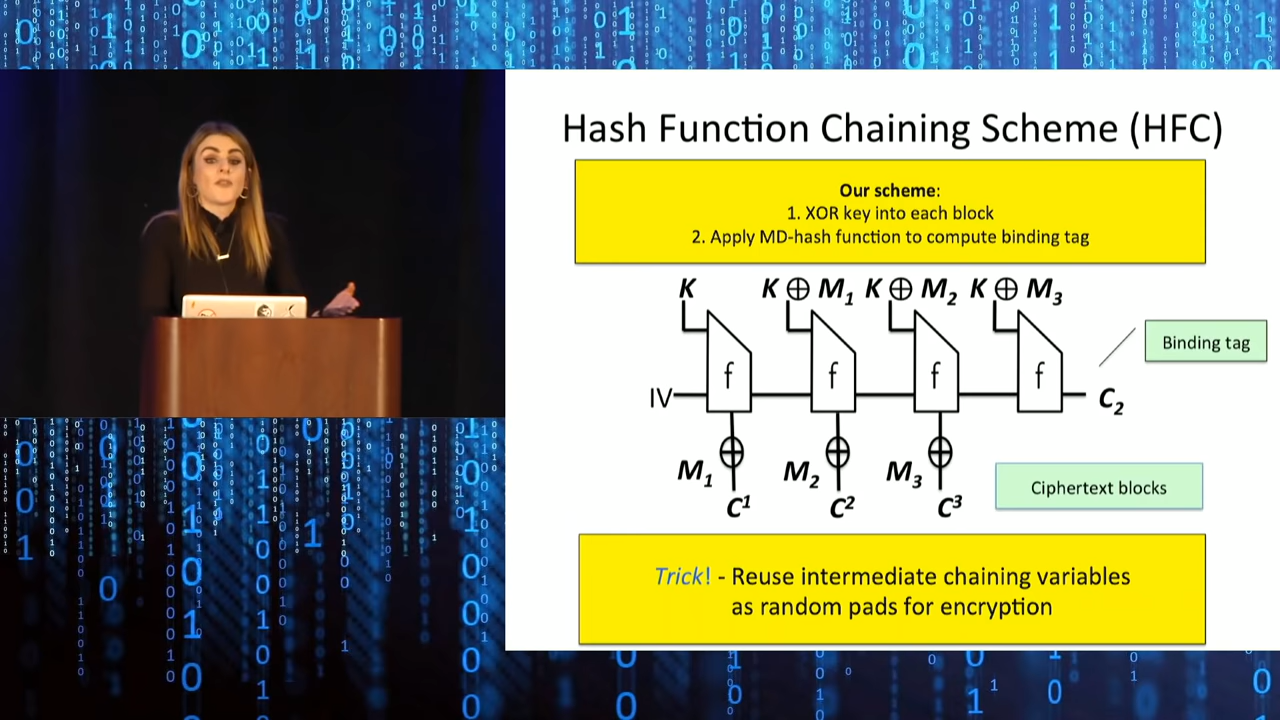 Hash Function Chaining Scheme (HFC)
Our scheme:
1. XOR key into each block
2. Apply MD-hash function to compute binding tag
K K ⊕ M₁ K ⊕ M₂ K ⊕ M₃
Binding tag
f f f f
IV C₂
M₁ M₂ M₃
Ciphertext blocks
C¹ C² C³
Trick! - Reuse intermediate chaining variables
as random pads for encryption